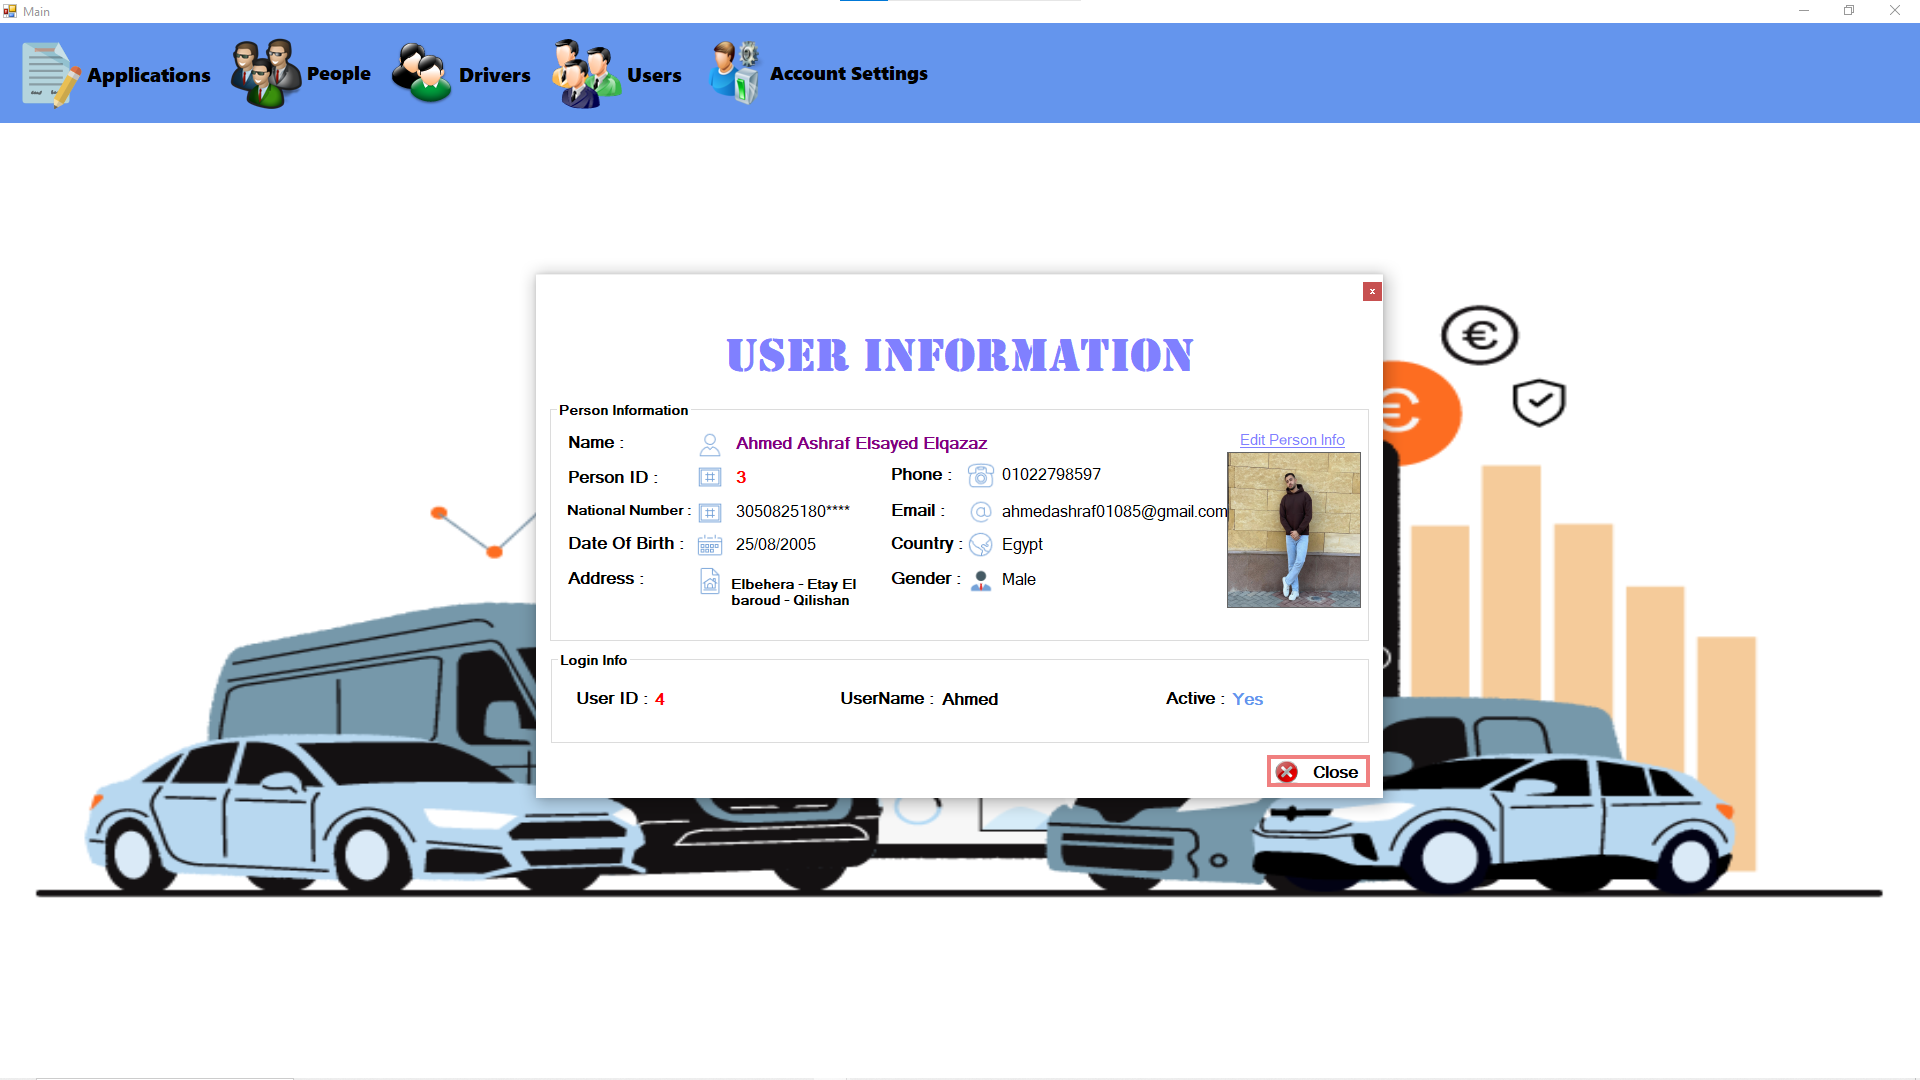 Main
Applications
People
Drivers
Users
Account Settings
x
USER INFORMATION
Person Information
Name :
Ahmed Ashraf Elsayed Elqazaz
Edit Person Info
Person ID :
3
Phone :
01022798597
National Number :
3050825180****
Email :
ahmedashraf01085@gmail.com
Date Of Birth :
25/08/2005
Country :
Egypt
Address :
Elbehera - Etay El
baroud - Qilishan
Gender :
Male
Login Info
User ID : 4
UserName : Ahmed
Active : Yes
Close